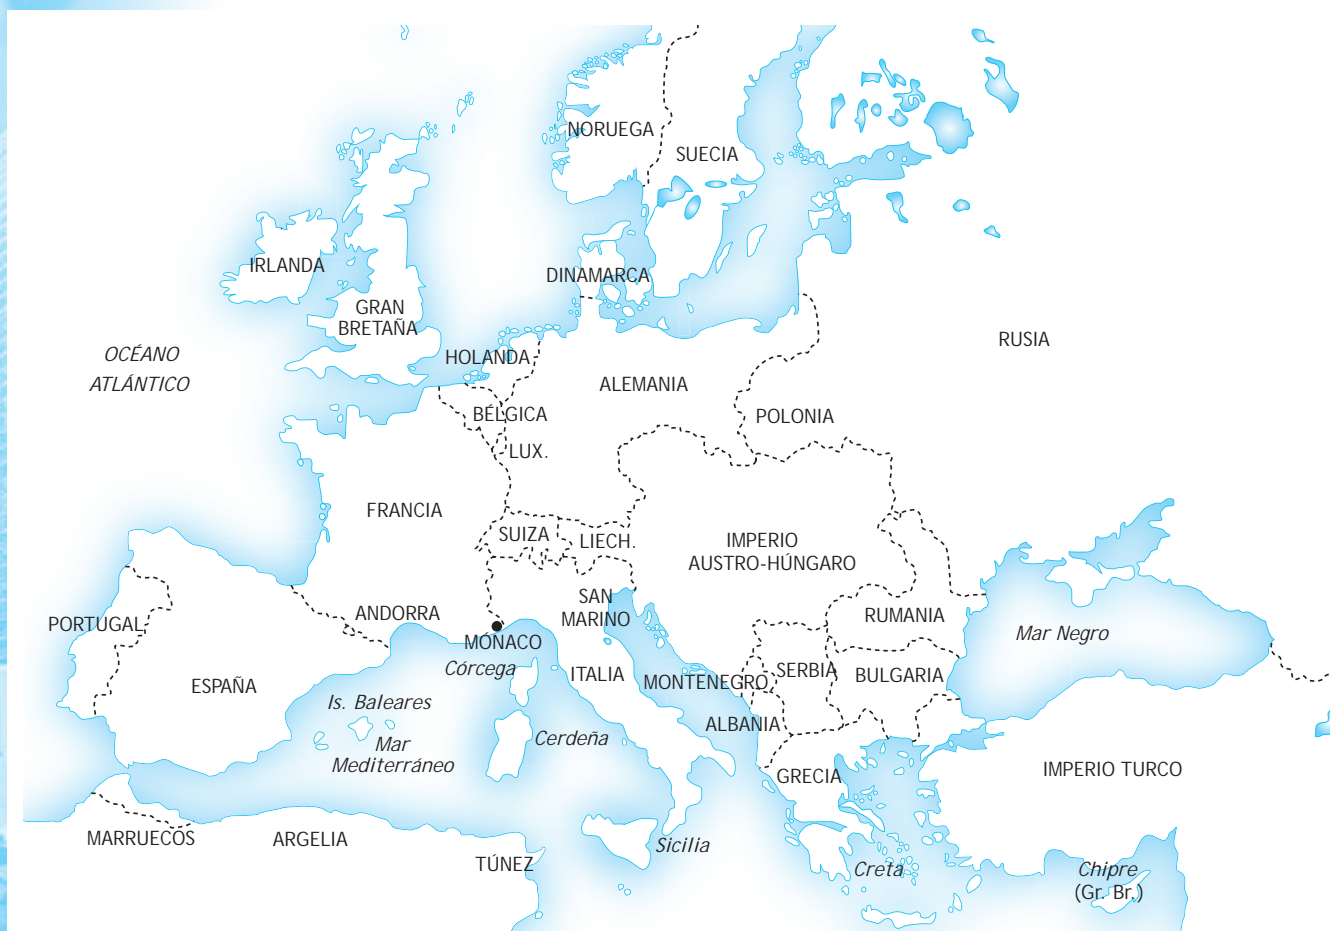 NORUEGA
SUECIA
IRLANDA
DINAMARCA
GRAN
BRETAÑA
RUSIA
OCÉANO
ATLÁNTICO
HOLANDA
ALEMANIA
BÉLGICA
POLONIA
LUX.
FRANCIA
SUIZA
LIECH.
IMPERIO
AUSTRO-HÚNGARO
SAN
MARINO
ANDORRA
RUMANIA
PORTUGAL
MÓNACO
Mar Negro
Córcega
ITALIA
MONTENEGRO
SERBIA
BULGARIA
ESPAÑA
Is. Baleares
ALBANIA
Cerdeña
Mar
Mediterráneo
GRECIA
IMPERIO TURCO
MARRUECOS
ARGELIA
Sicilia
TÚNEZ
Creta
Chipre
(Gr. Br.)